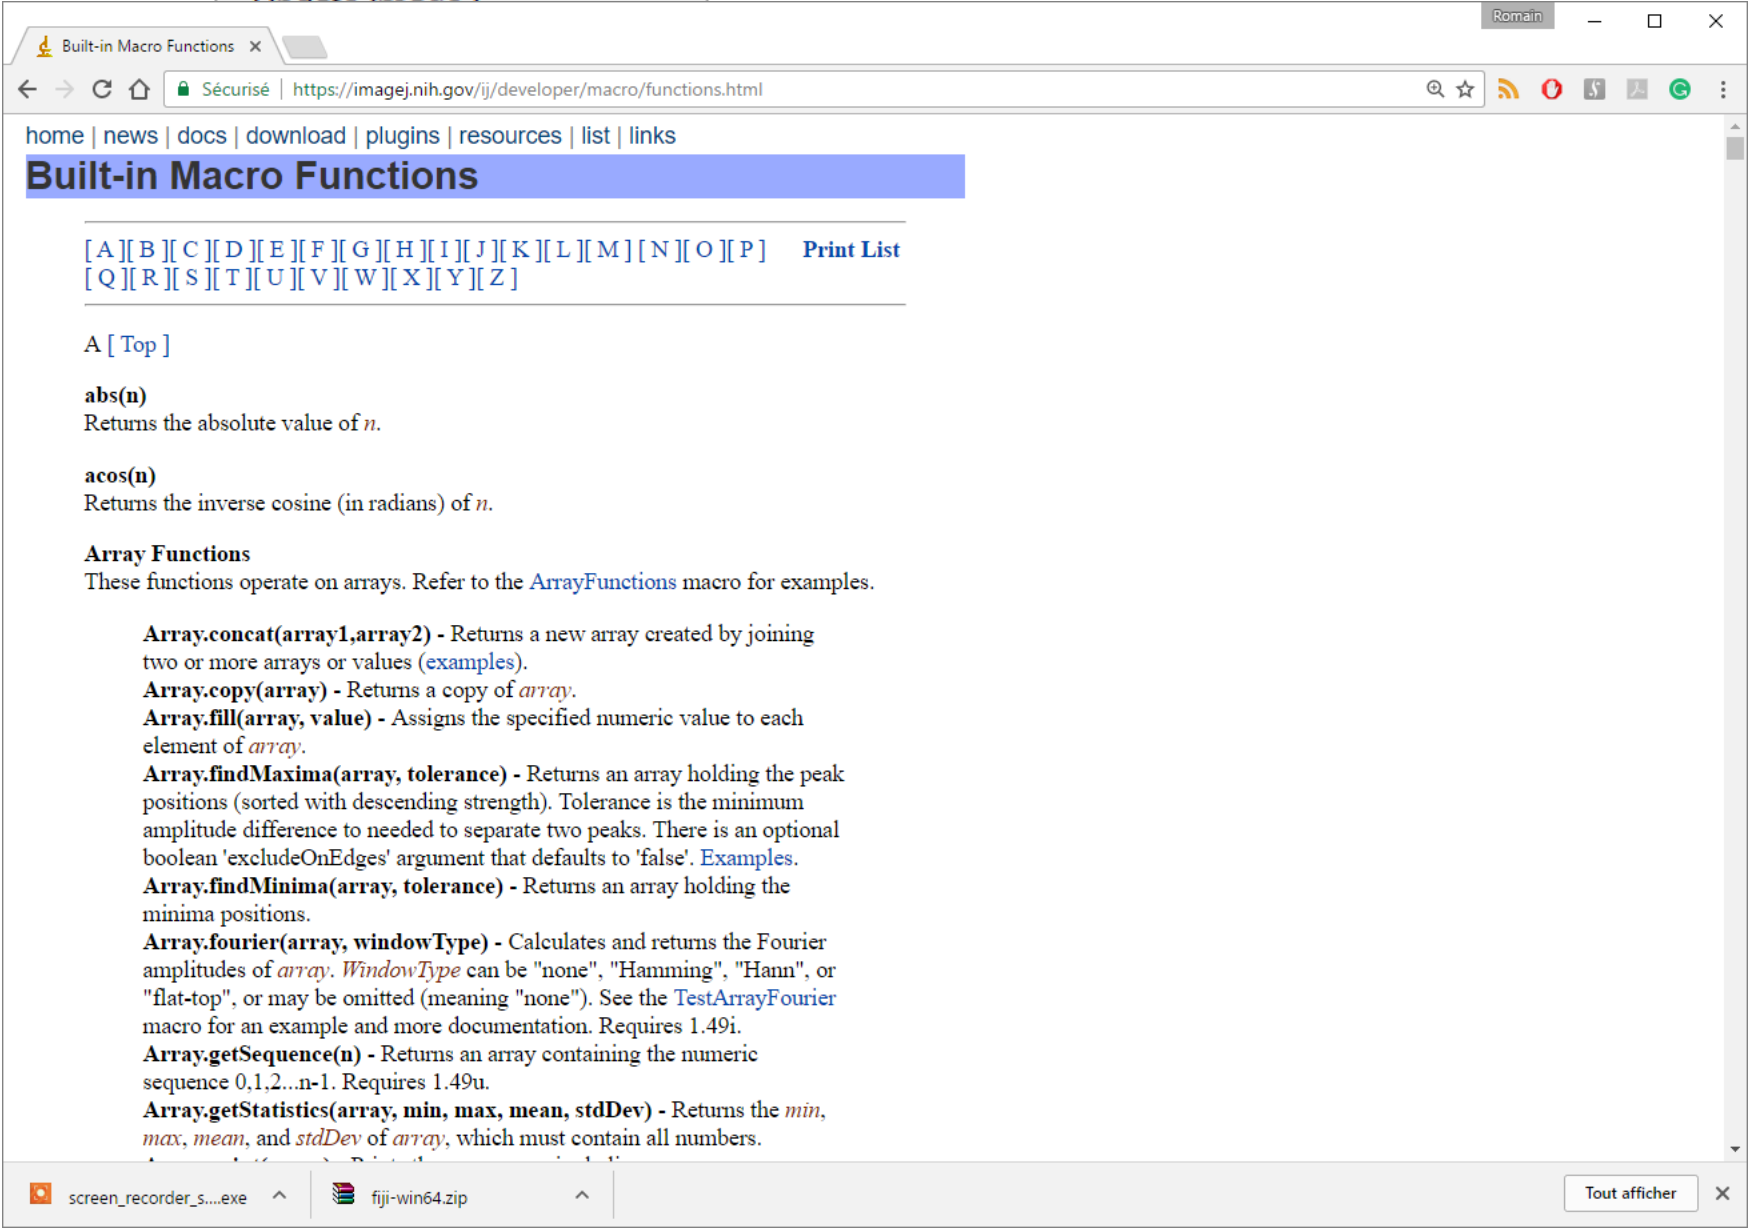 Romain
Built-in Macro Functions
Sécurisé | https://imagej.nih.gov/ij/developer/macro/functions.html
home | news | docs | download | plugins | resources | list | links
Built-in Macro Functions
[ A ][ B ][ C ][ D ][ E ][ F ][ G ][ H ][ I ][ J ][ K ][ L ][ M ] [ N ][ O ][ P ] Print List
[ Q ][ R ][ S ][ T ][ U ][ V ][ W ][ X ][ Y ][ Z ]
A [ Top ]
abs(n)
Returns the absolute value of n.
acos(n)
Returns the inverse cosine (in radians) of n.
Array Functions
These functions operate on arrays. Refer to the ArrayFunctions macro for examples.
Array.concat(array1,array2) - Returns a new array created by joining
two or more arrays or values (examples).
Array.copy(array) - Returns a copy of array.
Array.fill(array, value) - Assigns the specified numeric value to each
element of array.
Array.findMaxima(array, tolerance) - Returns an array holding the peak
positions (sorted with descending strength). Tolerance is the minimum
amplitude difference to needed to separate two peaks. There is an optional
boolean 'excludeOnEdges' argument that defaults to 'false'. Examples.
Array.findMinima(array, tolerance) - Returns an array holding the
minima positions.
Array.fourier(array, windowType) - Calculates and returns the Fourier
amplitudes of array. WindowType can be "none", "Hamming", "Hann", or
"flat-top", or may be omitted (meaning "none"). See the TestArrayFourier
macro for an example and more documentation. Requires 1.49i.
Array.getSequence(n) - Returns an array containing the numeric
sequence 0,1,2...n-1. Requires 1.49u.
Array.getStatistics(array, min, max, mean, stdDev) - Returns the min,
max, mean, and stdDev of array, which must contain all numbers.
screen_recorder_s....exe
fiji-win64.zip
Tout afficher